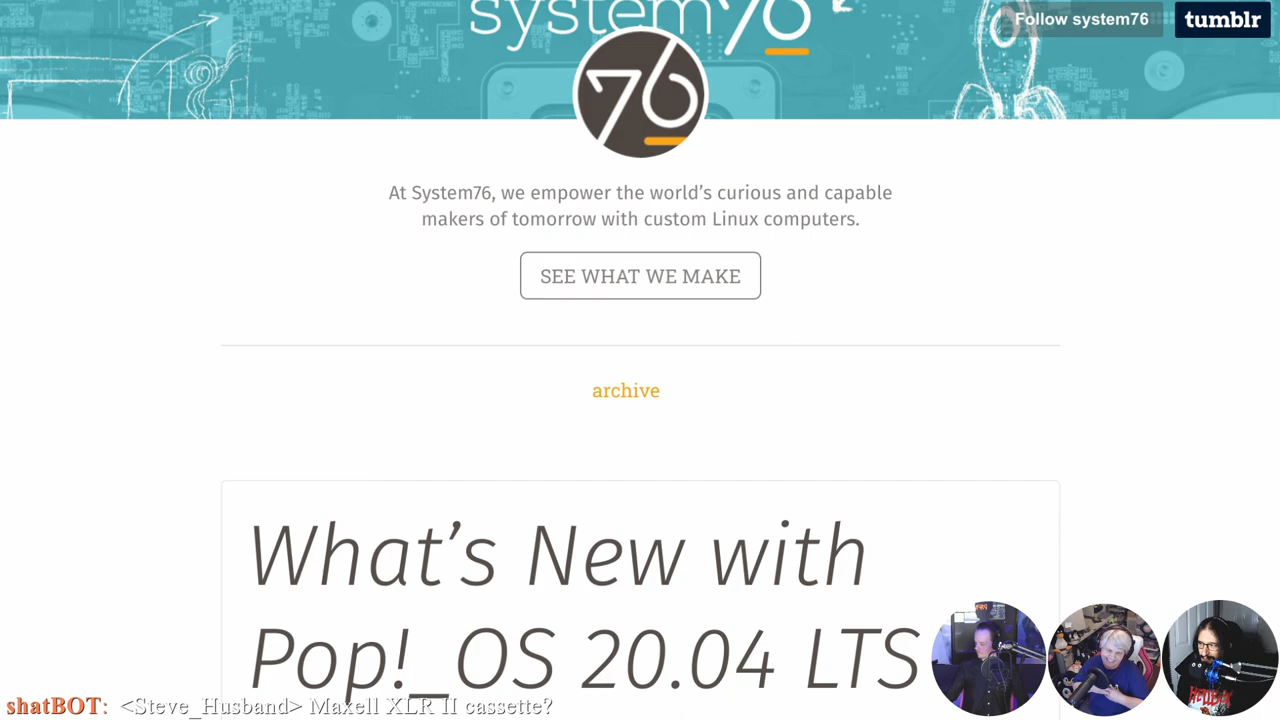 system76
Follow system76
tumblr
76
At System76, we empower the world's curious and capable
makers of tomorrow with custom Linux computers.
SEE WHAT WE MAKE
archive
What's New with
Pop!_OS 20.04 LTS
shatBOT: <Steve_Husband> Maxell XLR II cassette?